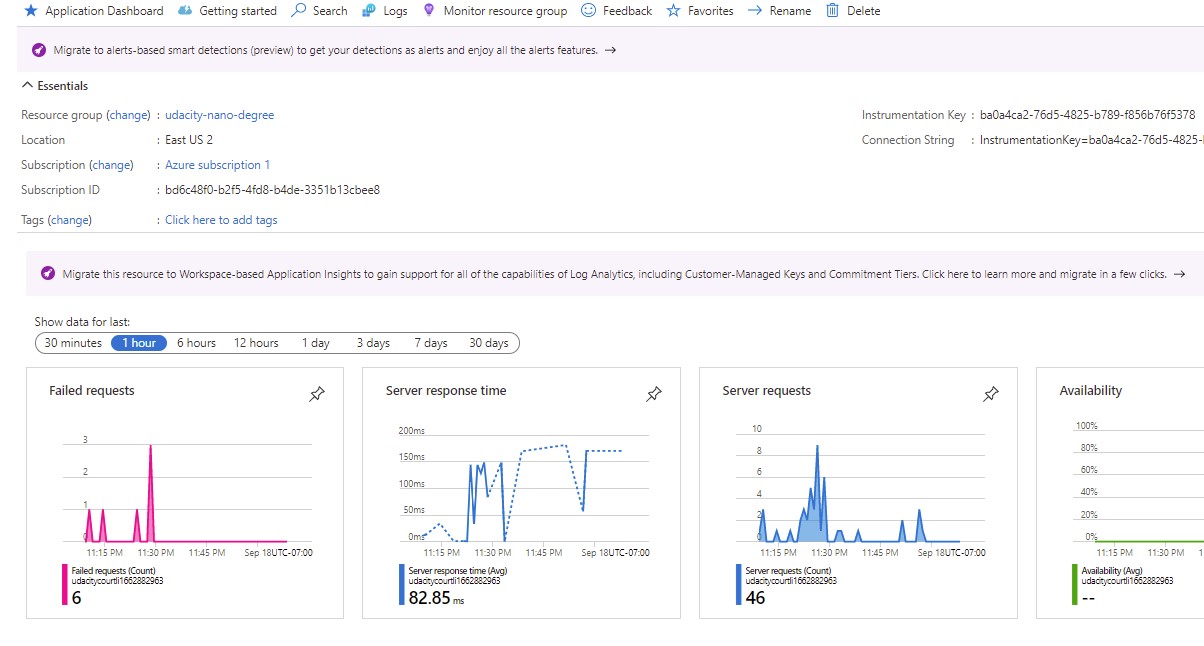 Application Dashboard Getting started Search Logs Monitor resource group Feedback Favorites Rename Delete
Migrate to alerts-based smart detections (preview) to get your detections as alerts and enjoy all the alerts features. →
Essentials
Resource group (change) : udacity-nano-degree
Instrumentation Key : ba0a4ca2-76d5-4825-b789-f856b76f5378
Location : East US 2
Connection String : InstrumentationKey=ba0a4ca2-76d5-4825-
Subscription (change) : Azure subscription 1
Subscription ID : bd6c48f0-b2f5-4fd8-b4de-3351b13cbee8
Tags (change) : Click here to add tags
Migrate this resource to Workspace-based Application Insights to gain support for all of the capabilities of Log Analytics, including Customer-Managed Keys and Commitment Tiers. Click here to learn more and migrate in a few clicks. →
Show data for last:
30 minutes 1 hour 6 hours 12 hours 1 day 3 days 7 days 30 days
Failed requests
3
2
1
0
11:15 PM 11:30 PM 11:45 PM Sep 18 UTC-07:00
Failed requests (Count)
udacitycourtli1662882963
6
Server response time
200ms
150ms
100ms
50ms
0ms
11:15 PM 11:30 PM 11:45 PM Sep 18 UTC-07:00
Server response time (Avg)
udacitycourtli1662882963
82.85 ms
Server requests
10
8
6
4
2
0
11:15 PM 11:30 PM 11:45 PM Sep 18 UTC-07:00
Server requests (Count)
udacitycourtli1662882963
46
Availability
100%
80%
60%
40%
20%
0%
11:15 PM 11:30 PM
Availability (Avg)
udacitycourtli1662882963
--